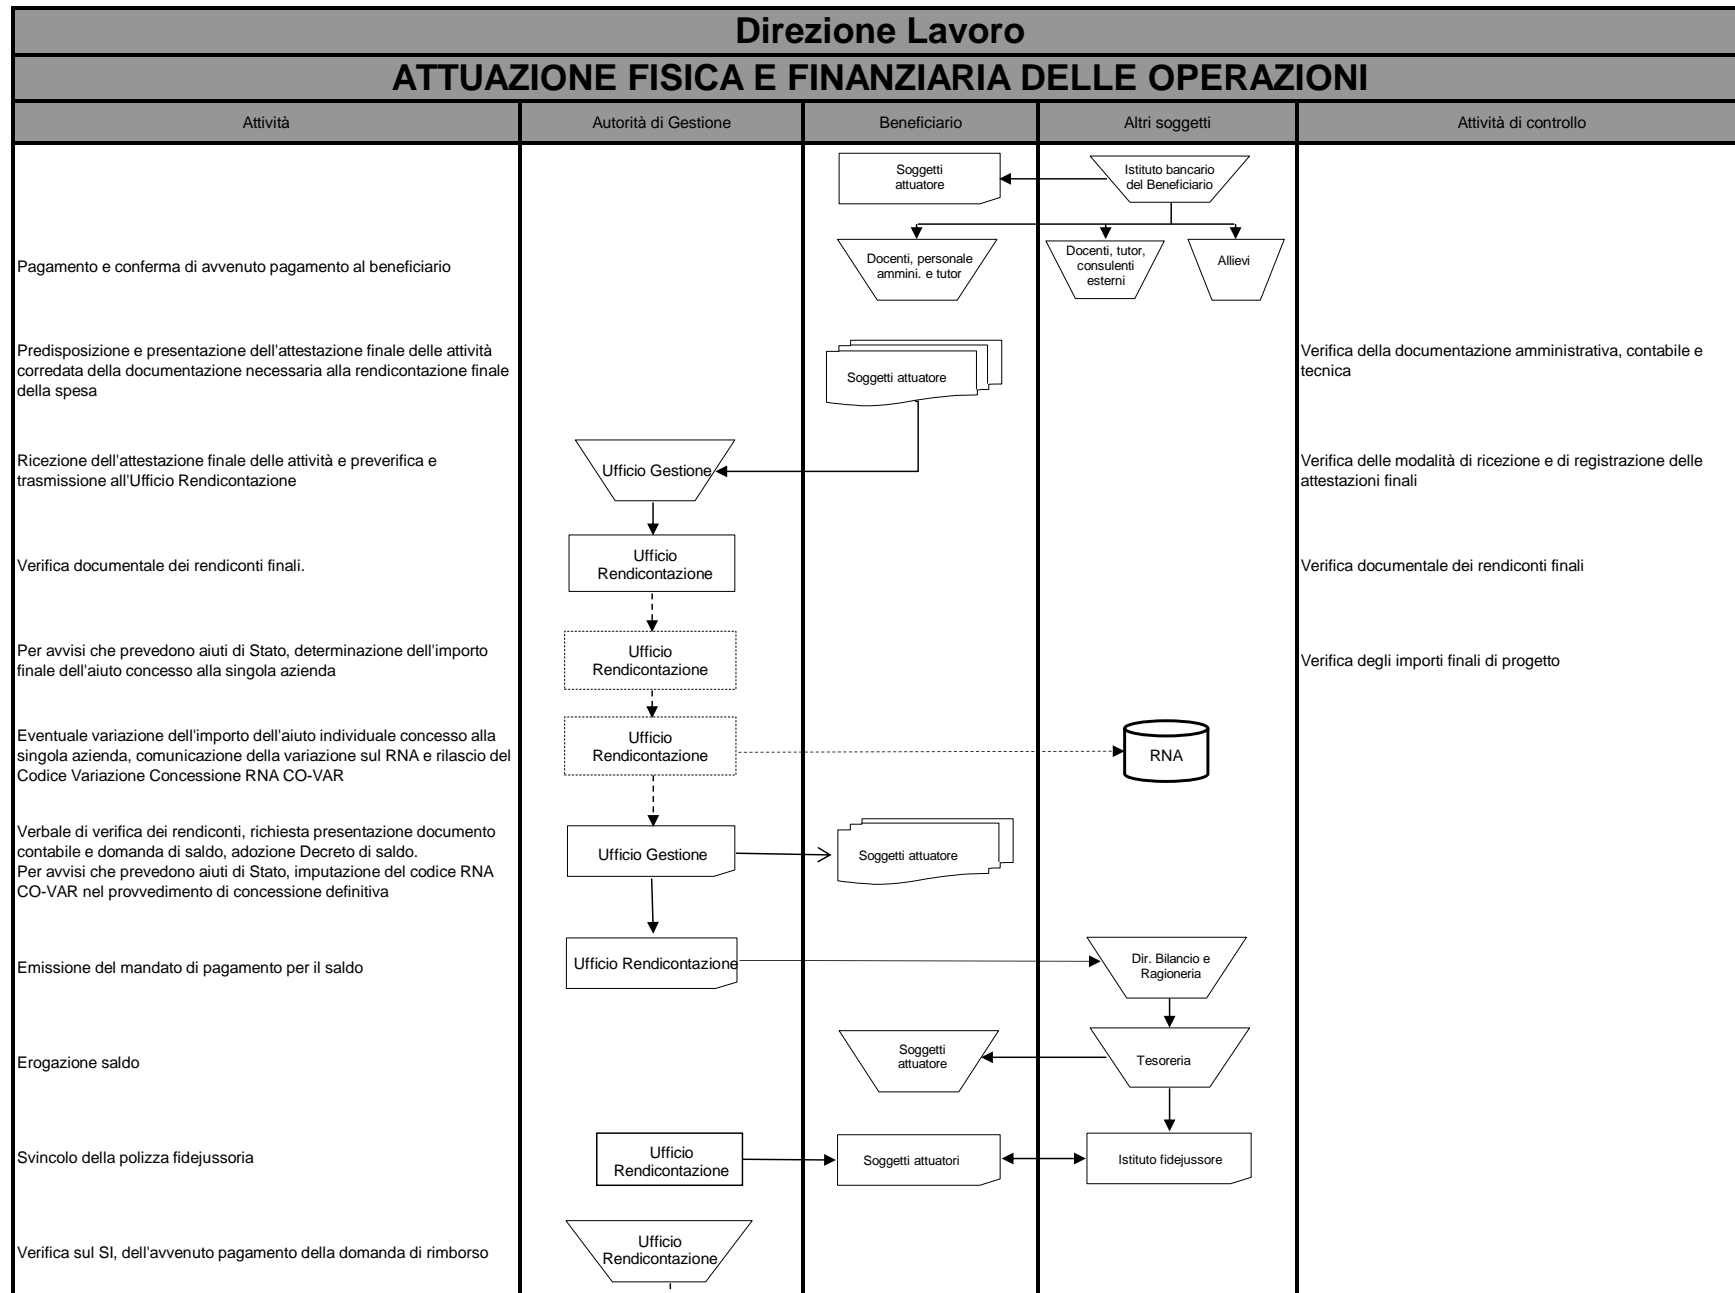 Direzione Lavoro
ATTUAZIONE FISICA E FINANZIARIA DELLE OPERAZIONI
Attività
Autorità di Gestione
Beneficiario
Altri soggetti
Attività di controllo
Soggetti
attuatore
Istituto bancario
del Beneficiario
Pagamento e conferma di avvenuto pagamento al beneficiario
Docenti, personale
ammini. e tutor
Docenti, tutor,
consulenti
esterni
Allievi
Predisposizione e presentazione dell'attestazione finale delle attività
corredata della documentazione necessaria alla rendicontazione finale
della spesa
Soggetti attuatore
Verifica della documentazione amministrativa, contabile e
tecnica
Ricezione dell'attestazione finale delle attività e preverifica e
trasmissione all'Ufficio Rendicontazione
Ufficio Gestione
Verifica delle modalità di ricezione e di registrazione delle
attestazioni finali
Verifica documentale dei rendiconti finali.
Ufficio
Rendicontazione
Verifica documentale dei rendiconti finali
Per avvisi che prevedono aiuti di Stato, determinazione dell'importo
finale dell'aiuto concesso alla singola azienda
Ufficio
Rendicontazione
Verifica degli importi finali di progetto
Eventuale variazione dell'importo dell'aiuto individuale concesso alla
singola azienda, comunicazione della variazione sul RNA e rilascio del
Codice Variazione Concessione RNA CO-VAR
Ufficio
Rendicontazione
RNA
Verbale di verifica dei rendiconti, richiesta presentazione documento
contabile e domanda di saldo, adozione Decreto di saldo.
Per avvisi che prevedono aiuti di Stato, imputazione del codice RNA
CO-VAR nel provvedimento di concessione definitiva
Ufficio Gestione
Soggetti attuatore
Emissione del mandato di pagamento per il saldo
Ufficio Rendicontazione
Dir. Bilancio e
Ragioneria
Erogazione saldo
Soggetti
attuatore
Tesoreria
Svincolo della polizza fidejussoria
Ufficio
Rendicontazione
Soggetti attuatori
Istituto fidejussore
Verifica sul SI, dell'avvenuto pagamento della domanda di rimborso
Ufficio
Rendicontazione